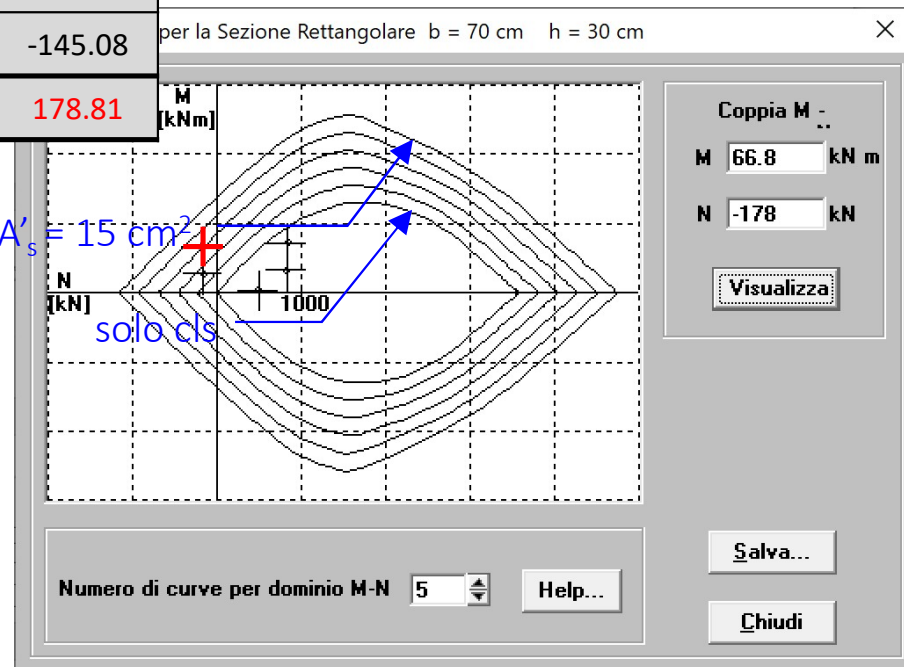 -145.08
178.81
per la Sezione Rettangolare b = 70 cm h = 30 cm
M
[kNm]
A's = 15 cm2
N
[kN]
1000
solo cls
Coppia M -
M 66.8 kN m
N -178 kN
Visualizza
Numero di curve per dominio M-N 5
Help...
Salva...
Chiudi